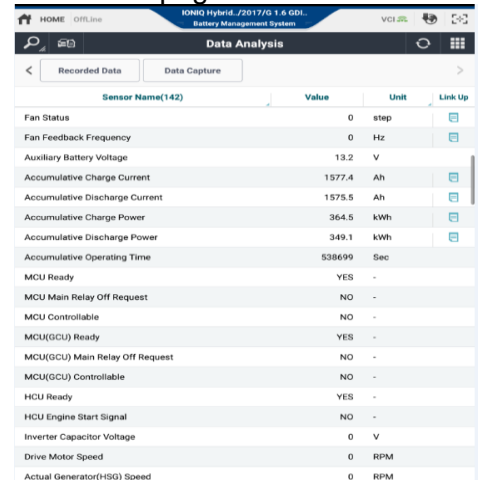 HOME OffLine IONIQ Hybrid../2017/G 1.6 GDI.. VCI
Battery Management System
Data Analysis
Recorded Data Data Capture
Sensor Name(142) Value Unit Link Up
Fan Status 0 step
Fan Feedback Frequency 0 Hz
Auxiliary Battery Voltage 13.2 V
Accumulative Charge Current 1577.4 Ah
Accumulative Discharge Current 1575.5 Ah
Accumulative Charge Power 364.5 kWh
Accumulative Discharge Power 349.1 kWh
Accumulative Operating Time 538699 Sec
MCU Ready YES -
MCU Main Relay Off Request NO -
MCU Controllable NO -
MCU(GCU) Ready YES -
MCU(GCU) Main Relay Off Request NO -
MCU(GCU) Controllable NO -
HCU Ready YES -
HCU Engine Start Signal NO -
Inverter Capacitor Voltage 0 V
Drive Motor Speed 0 RPM
Actual Generator(HSG) Speed 0 RPM